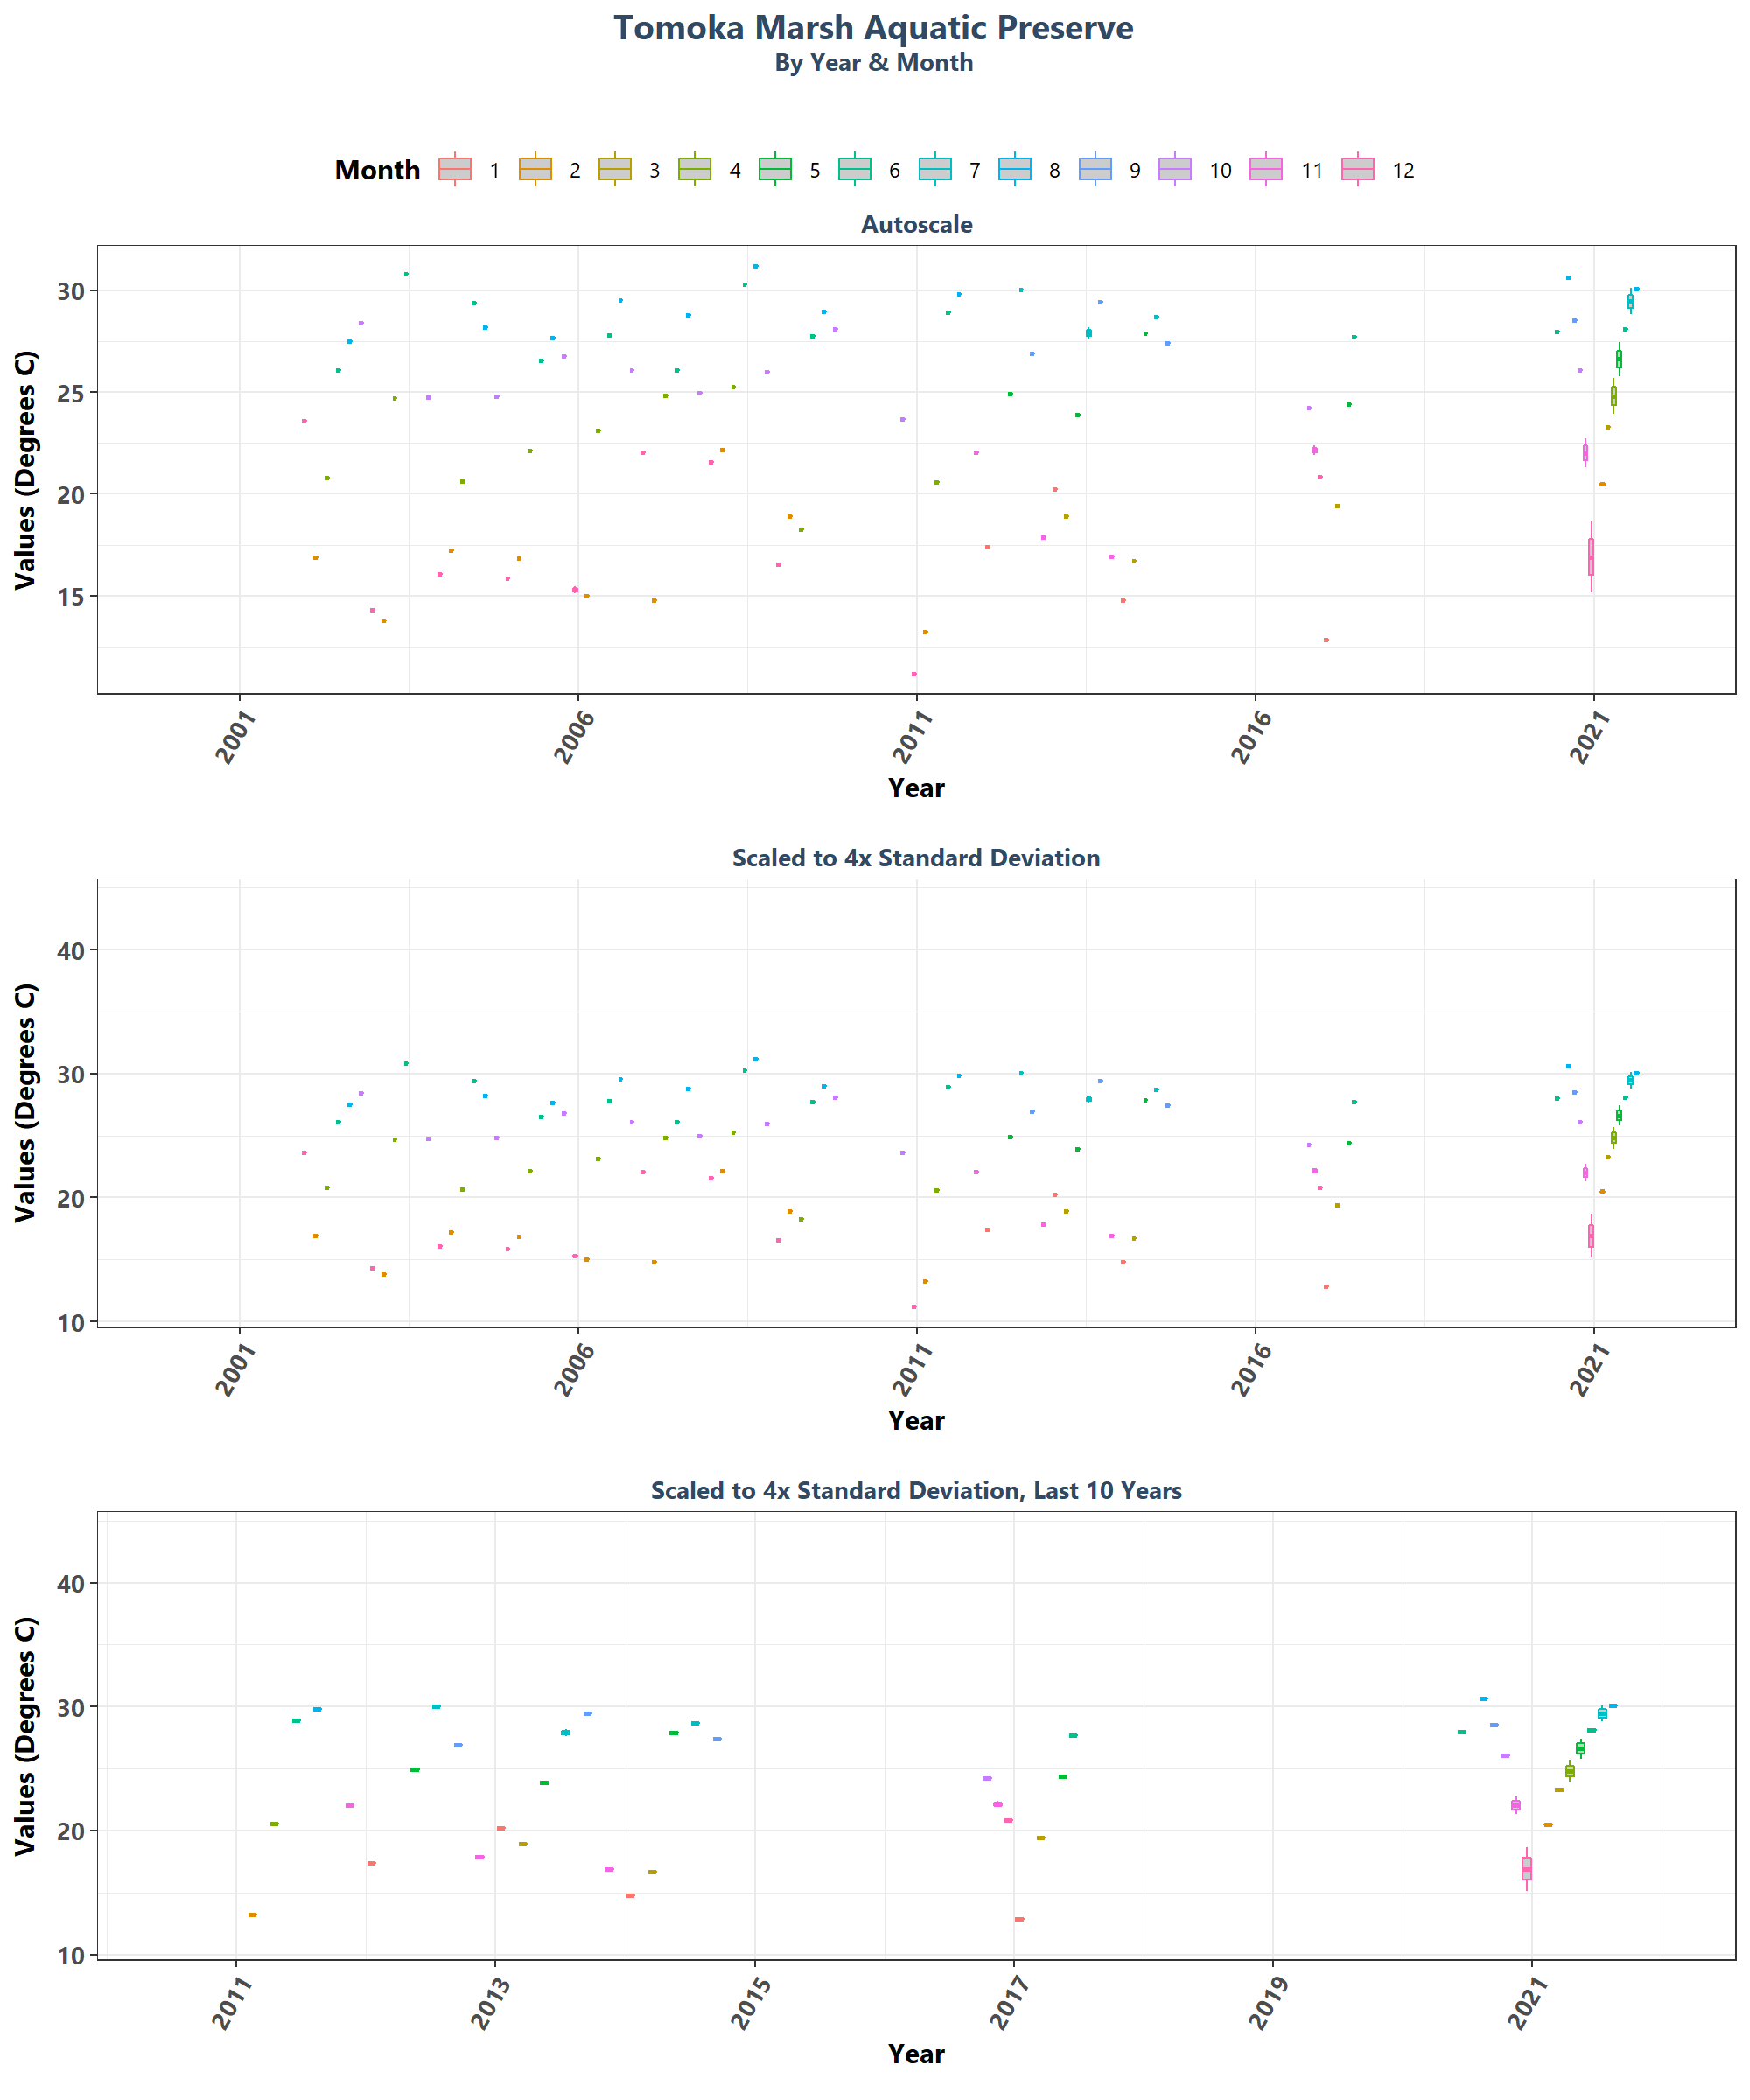 Tomoka Marsh Aquatic Preserve
By Year & Month
Month 1 2 3 4 5 6 7 8 9 10 11 12
Autoscale
Values (Degrees C)
30
25
20
15
2001 2006 2011 2016 2021
Year
Scaled to 4x Standard Deviation
Values (Degrees C)
40
30
20
10
2001 2006 2011 2016 2021
Year
Scaled to 4x Standard Deviation, Last 10 Years
Values (Degrees C)
40
30
20
10
2011 2013 2015 2017 2019 2021
Year